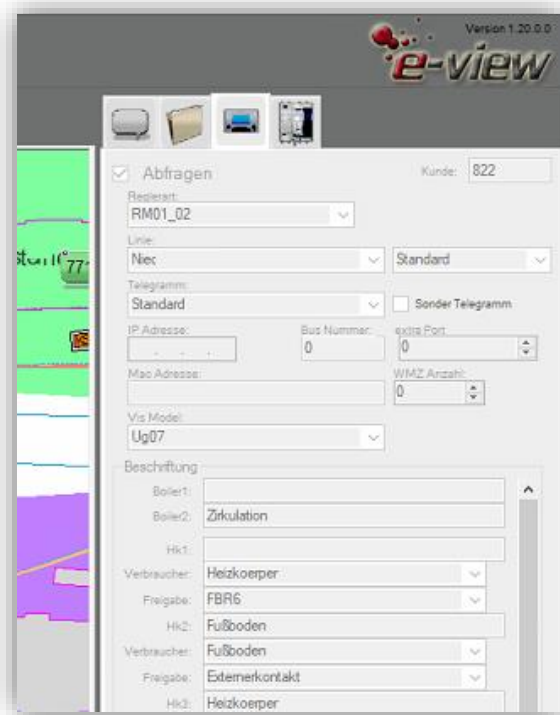 Version 1.20.0.0
e-view
Abfragen
Kunde: 822
Reglerart:
RM01_02
Linie:
Niec Standard
77
Telegramm:
Standard Sonder Telegramm
IP Adresse: Bus Nummer: extra Port
. . . 0 0
Mac Adresse: WMZ Anzahl:
0
Vis Model:
Ug07
Beschriftung
Boiler1:
Boiler2: Zirkulation
Hk1:
Verbraucher: Heizkoerper
Freigabe: FBR6
Hk2: Fußboden
Verbraucher: Fußboden
Freigabe: Externerkontakt
Hk3: Heizkoerper